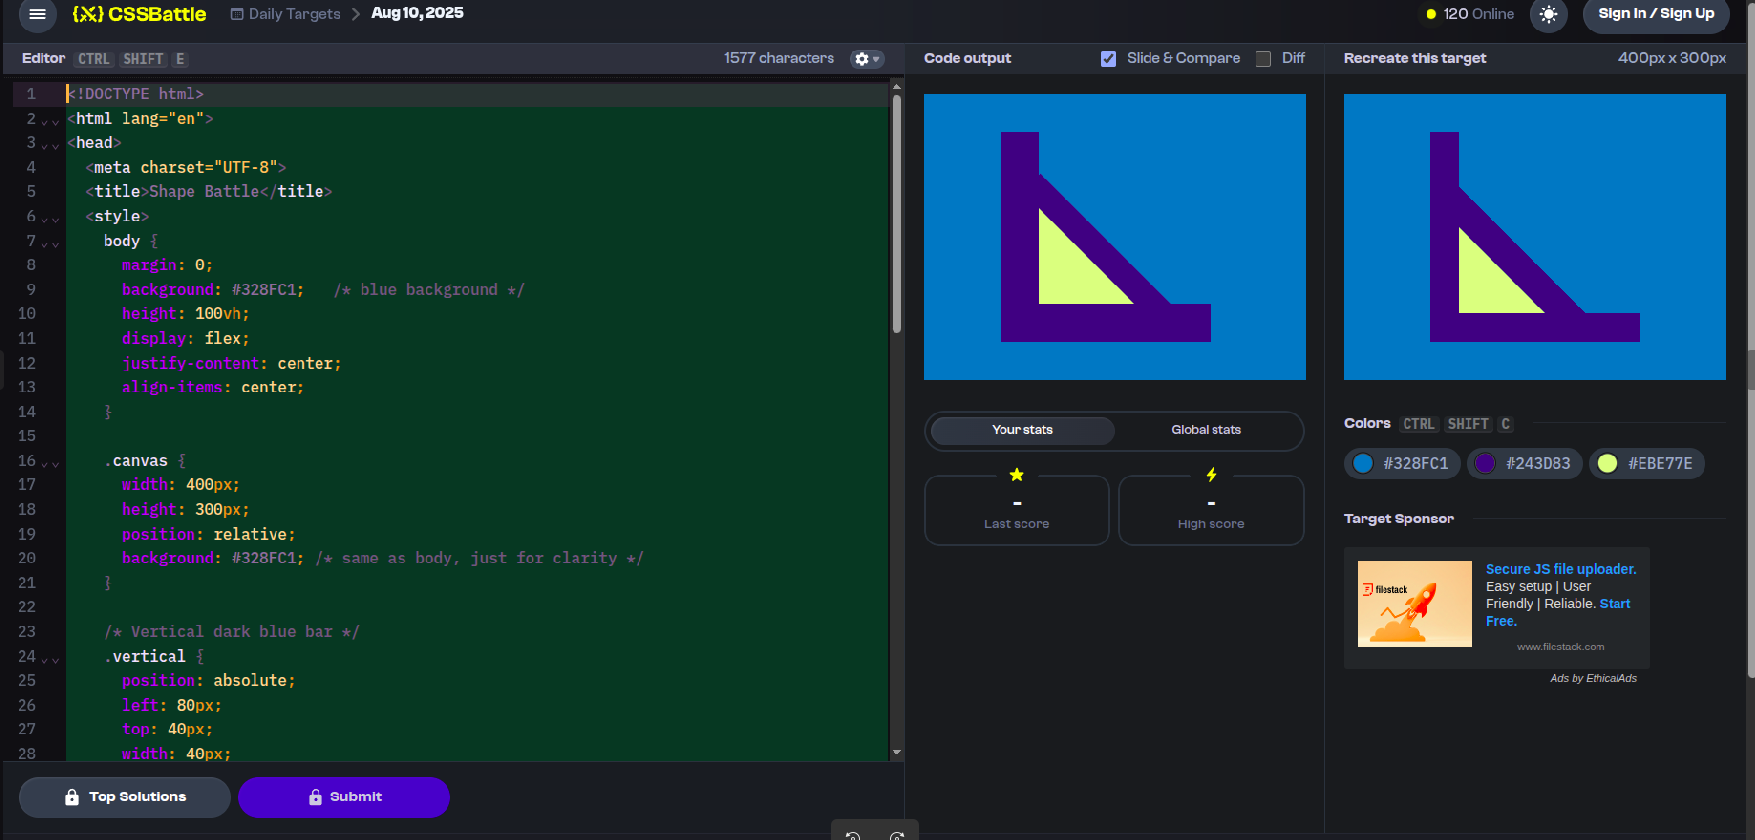 {X} CSSBattle
Daily Targets
Aug 10, 2025
120 Online
Sign In / Sign Up
Editor CTRL SHIFT E
1577 characters
1 <!DOCTYPE html>
2 <html lang="en">
3 <head>
4 <meta charset="UTF-8">
5 <title>Shape Battle</title>
6 <style>
7 body {
8 margin: 0;
9 background: #328FC1; /* blue background */
10 height: 100vh;
11 display: flex;
12 justify-content: center;
13 align-items: center;
14 }
15
16 .canvas {
17 width: 400px;
18 height: 300px;
19 position: relative;
20 background: #328FC1; /* same as body, just for clarity */
21 }
22
23 /* Vertical dark blue bar */
24 .vertical {
25 position: absolute;
26 left: 80px;
27 top: 40px;
28 width: 40px;
Top Solutions
Submit
Code output
Slide & Compare
Diff
Your stats
Global stats
-
Last score
-
High score
Recreate this target
400px x 300px
Colors CTRL SHIFT C
#328FC1
#243D83
#EBE77E
Target Sponsor
filestack
Secure JS file uploader.
Easy setup | User
Friendly | Reliable. Start
Free.
www.filestack.com
Ads by EthicalAds